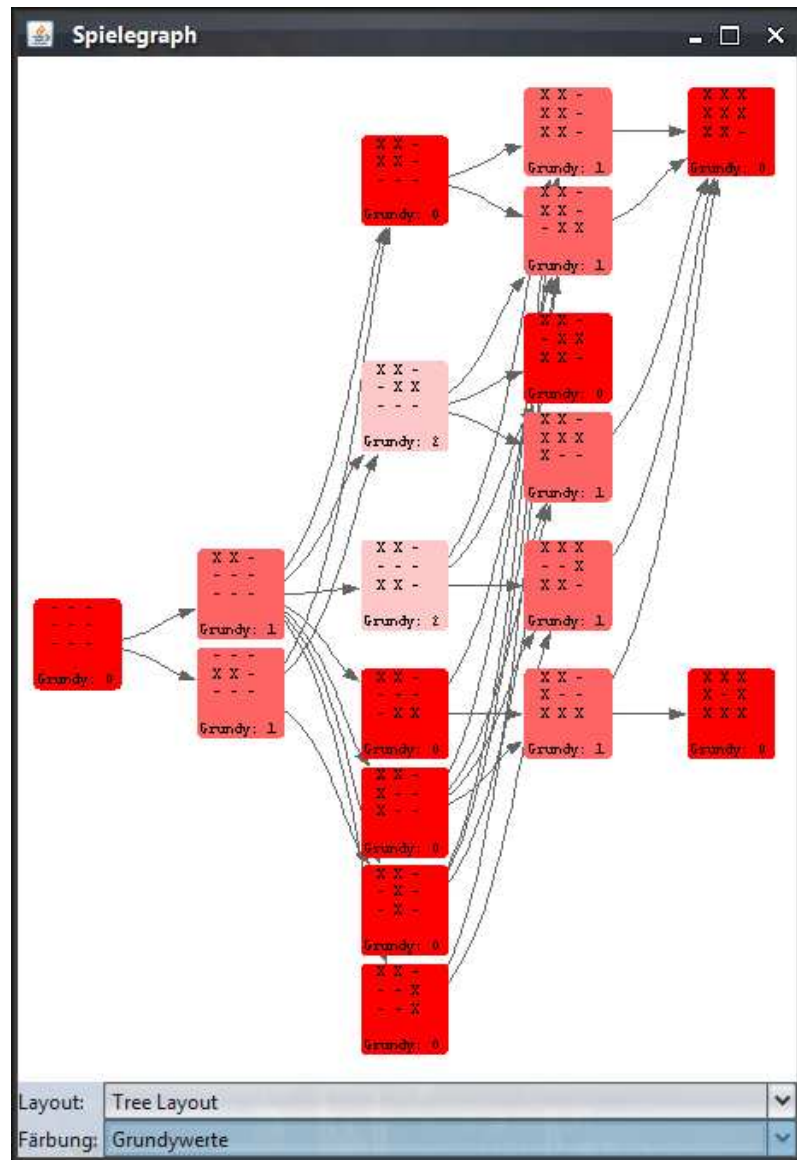 Spielegraph
X X -
X X -
X X -
Grundy: 1
X X X
X X X
X X -
Grundy: 0
X X -
X X -
- - -
Grundy: 0
X X -
X X -
- X X
Grundy: 1
X X -
- X X
X X -
Grundy: 0
X X -
- X X
- - -
Grundy: 2
X X -
X X X
X - -
Grundy: 1
- - -
- - -
- - -
Grundy: 0
X X -
- - -
- - -
Grundy: 1
- - -
X X -
- - -
Grundy: 1
X X -
- - -
X X -
Grundy: 2
X X X
- - X
X X -
Grundy: 1
X X -
- - -
- X X
Grundy: 0
X X -
X - -
X X X
Grundy: 1
X X X
X - X
X X X
Grundy: 0
X X -
X - -
X - -
Grundy: 0
X X -
- X -
- X -
Grundy: 0
X X -
- - X
- - X
Grundy: 0
Layout: Tree Layout
Färbung: Grundywerte